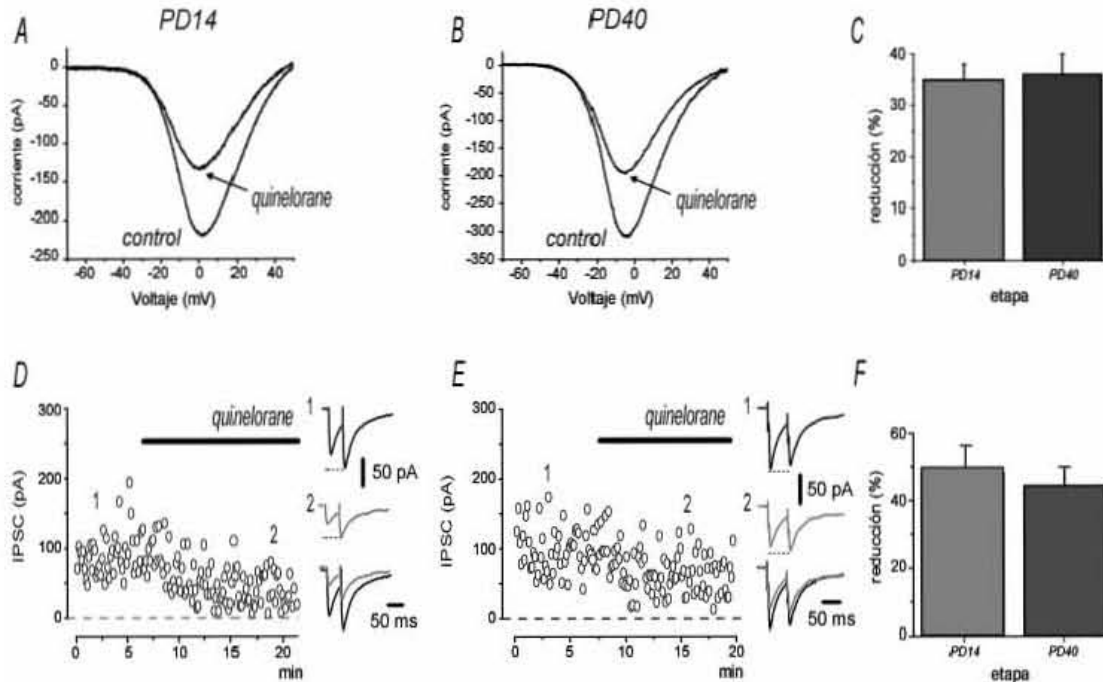 A
PD14
0
-50
-100
-150
-200
-250
corriente (pA)
quinelorane
control
-60 -40 -20 0 20 40
Voltaje (mV)
B
PD40
0
-50
-100
-150
-200
-250
-300
-350
corriente (pA)
quinelorane
control
-60 -40 -20 0 20 40
Voltaje (mV)
C
40
30
20
10
0
reducción (%)
PD14 PD40
etapa
D
300
200
100
0
IPSC (pA)
quinelorane
1
2
0 5 10 15 20
min
1
50 pA
2
50 ms
E
300
200
100
0
IPSC (pA)
quinelorane
1
2
0 5 10 15 20
min
1
50 pA
2
50 ms
F
60
40
20
0
reducción (%)
PD14 PD40
etapa